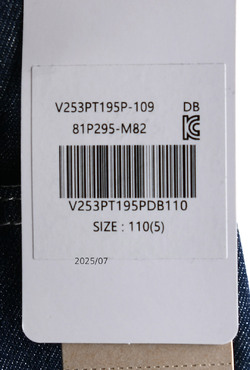 V253PT195P-109 DB
81P295-M82
V253PT195PDB110
SIZE : 110(5)
2025/07